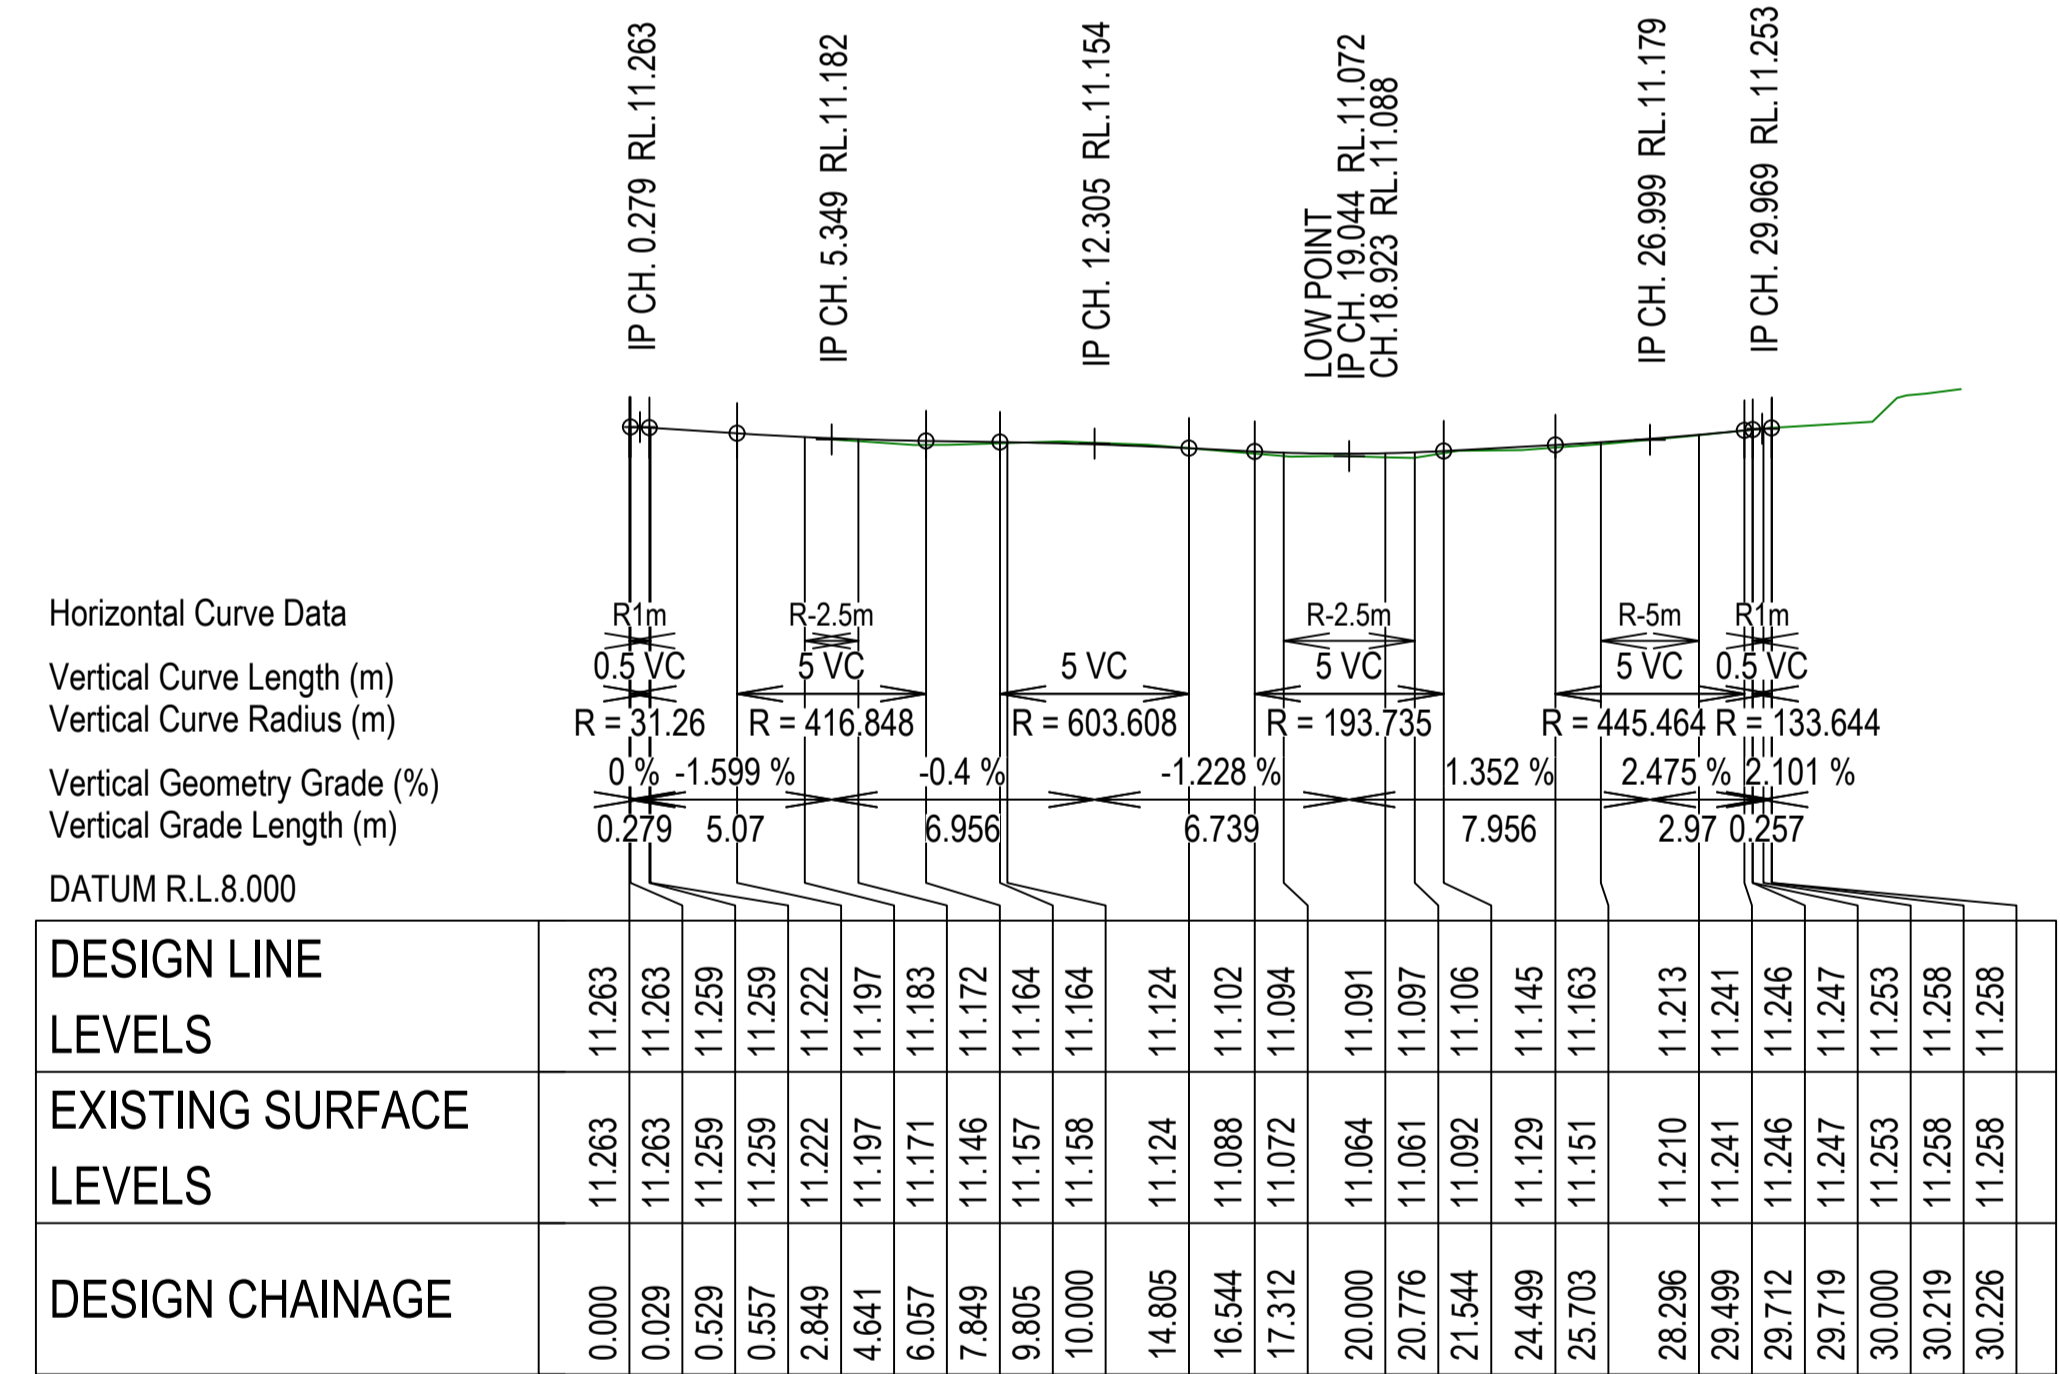 IP CH. 0.279  RL.11.263
IP CH. 5.349  RL.11.182
IP CH. 12.305  RL.11.154
LOW POINT
IP CH. 19.044  RL.11.072
CH.18.923  RL.11.088
IP CH. 26.999  RL.11.179
IP CH. 29.969  RL.11.253
Horizontal Curve Data R1m R-2.5m R-2.5m R-5m R1m
Vertical Curve Length (m) 0.5 VC 5 VC 5 VC 5 VC 5 VC 0.5 VC
Vertical Curve Radius (m) R = 31.26 R = 416.848 R = 603.608 R = 193.735 R = 445.464 R = 133.644
Vertical Geometry Grade (%) 0 % -1.599 % -0.4 % -1.228 % 1.352 % 2.475 % 2.101 %
Vertical Grade Length (m) 0.279 5.07 6.956 6.739 7.956 2.97 0.257
DATUM R.L.8.000
DESIGN LINE
LEVELS
11.263 11.263 11.259 11.259 11.222 11.197 11.183 11.172 11.164 11.164 11.124 11.102 11.094 11.091 11.097 11.106 11.145 11.163 11.213 11.241 11.246 11.247 11.253 11.258 11.258
EXISTING SURFACE
LEVELS
11.263 11.263 11.259 11.259 11.222 11.197 11.171 11.146 11.157 11.158 11.124 11.088 11.072 11.064 11.061 11.092 11.129 11.151 11.210 11.241 11.246 11.247 11.253 11.258 11.258
DESIGN CHAINAGE
0.000 0.029 0.529 0.557 2.849 4.641 6.057 7.849 9.805 10.000 14.805 16.544 17.312 20.000 20.776 21.544 24.499 25.703 28.296 29.499 29.712 29.719 30.000 30.219 30.226